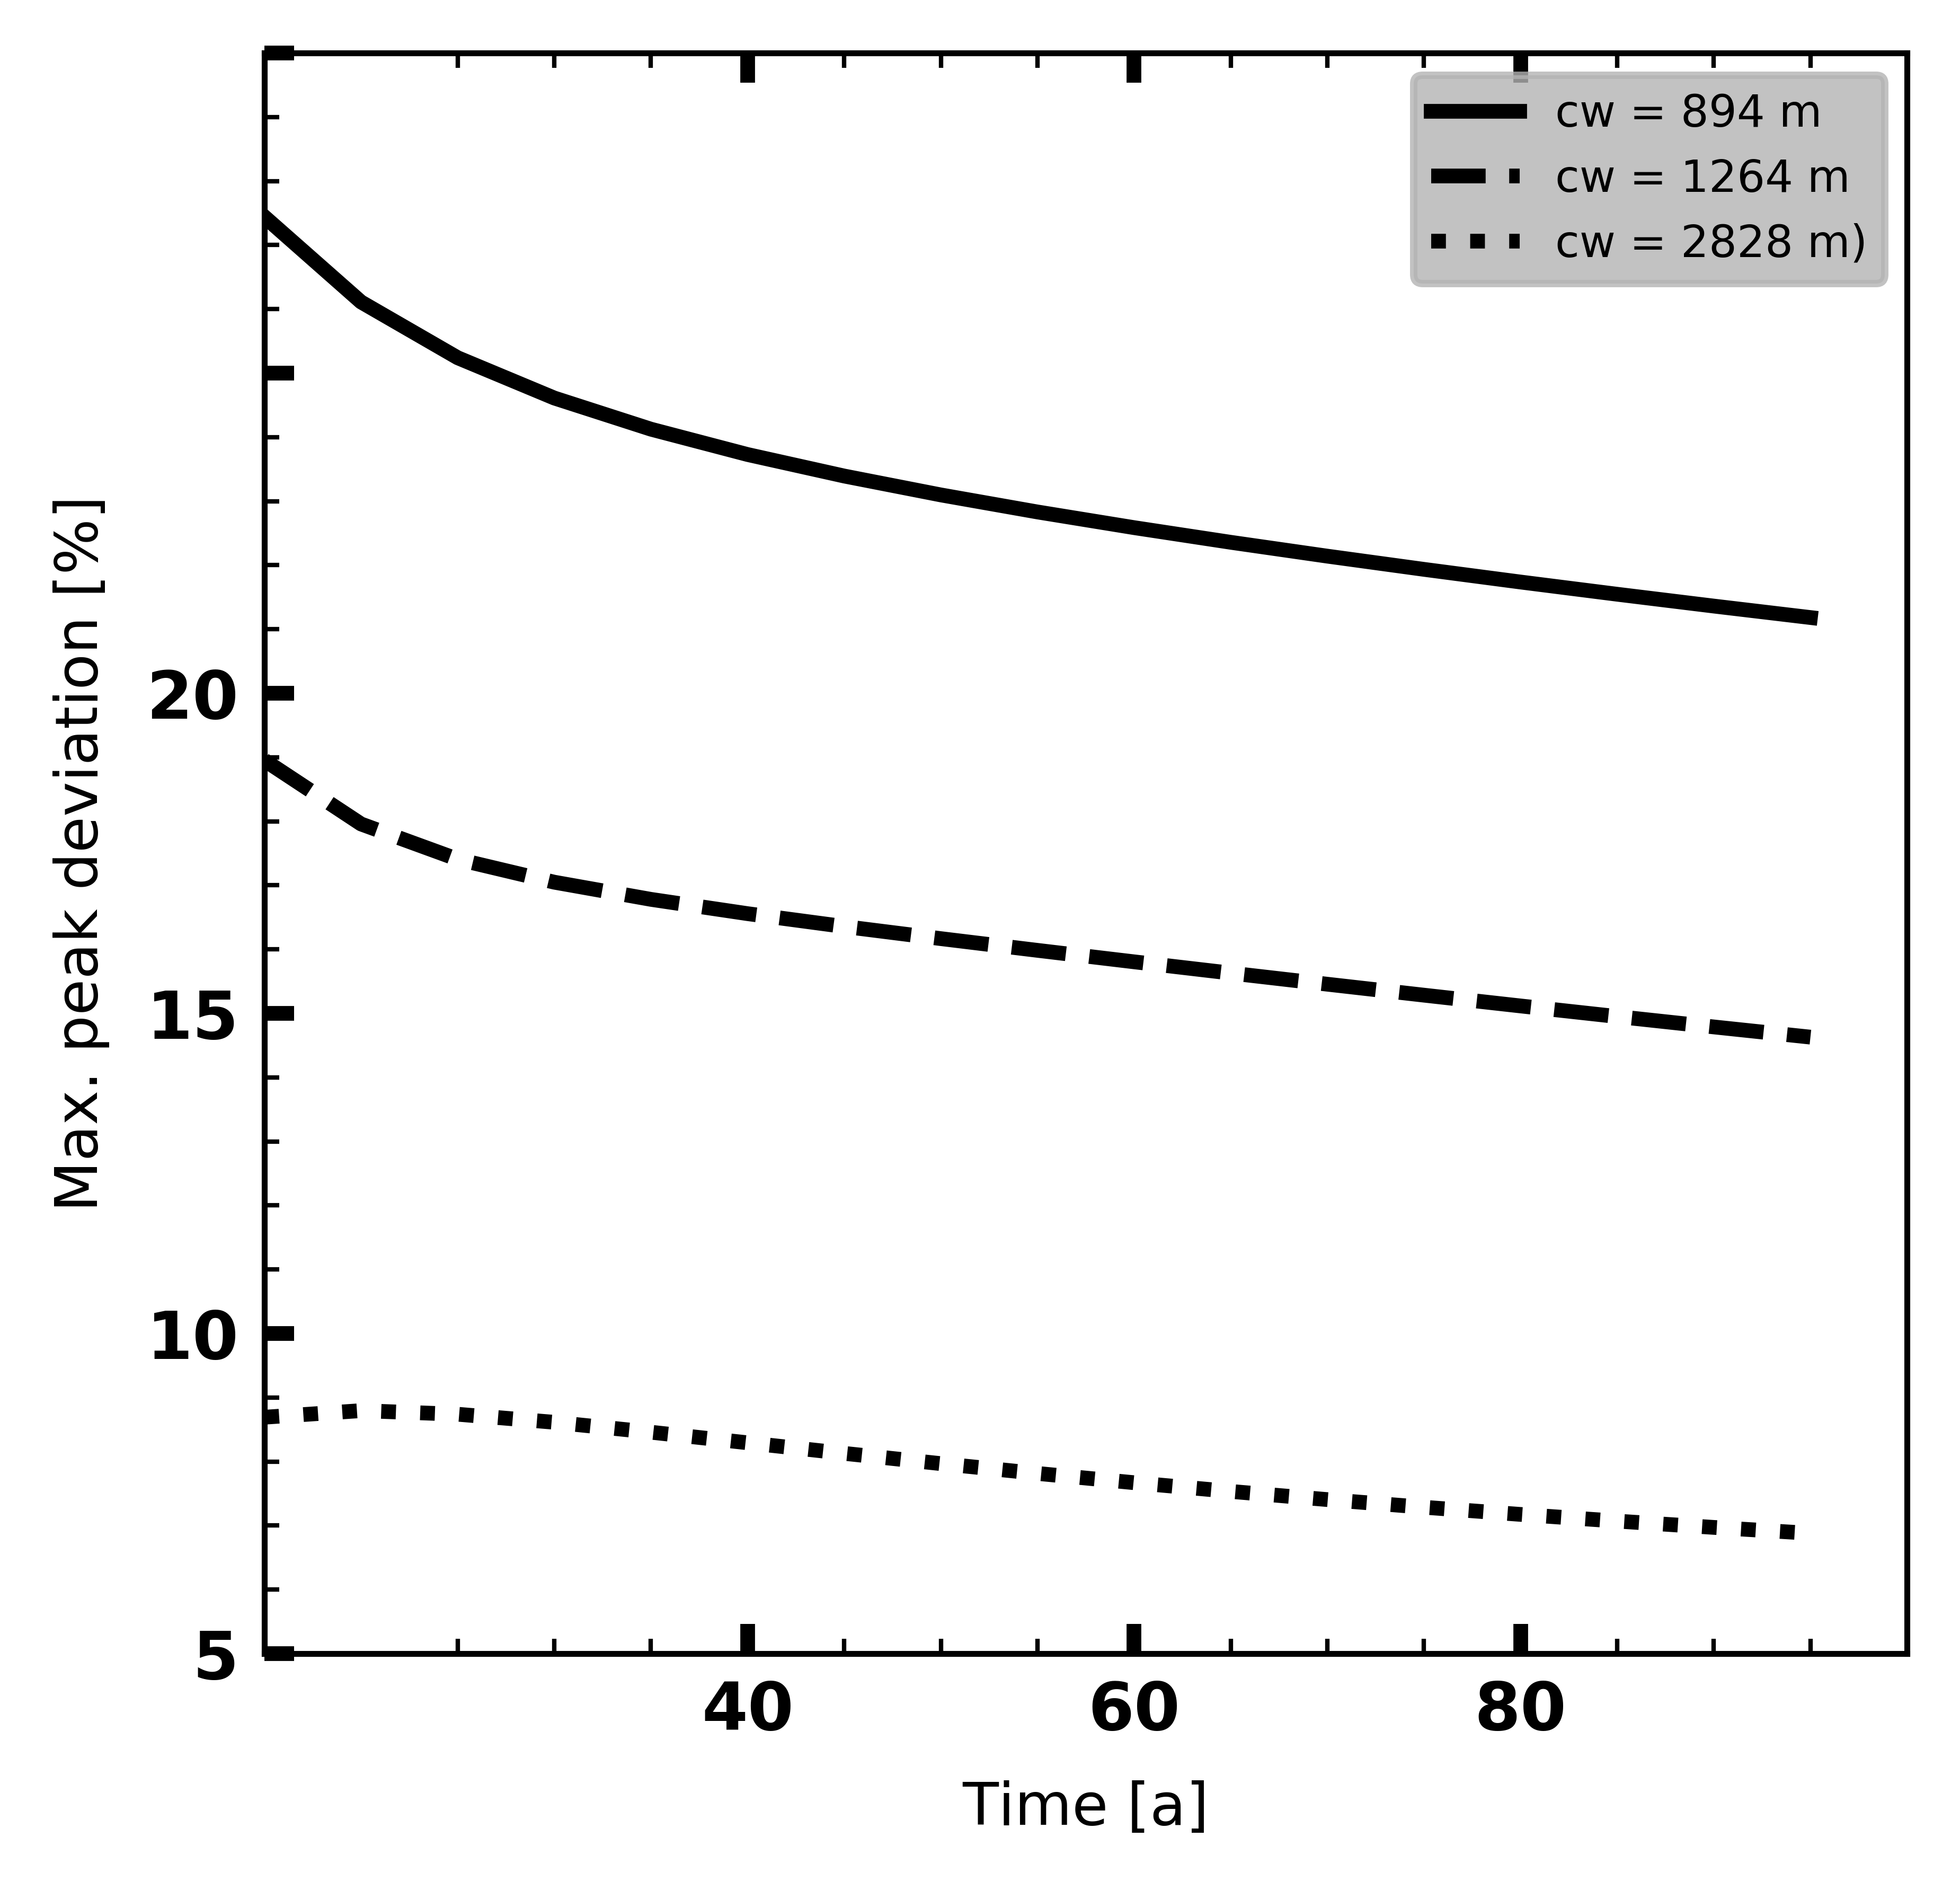 cw = 894 m
cw = 1264 m
cw = 2828 m)
Max. peak deviation [%]
20
15
10
5
40 60 80
Time [a]